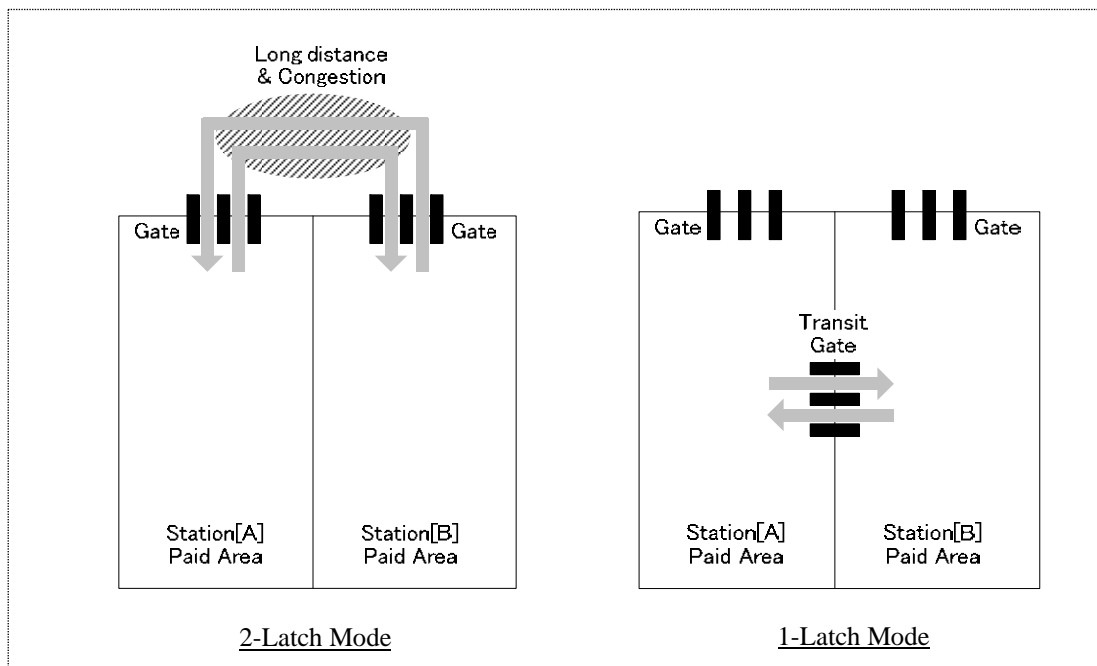 Long distance
& Congestion
Gate
Gate
Station[A]
Paid Area
Station[B]
Paid Area
2-Latch Mode
Gate
Gate
Transit
Gate
Station[A]
Paid Area
Station[B]
Paid Area
1-Latch Mode